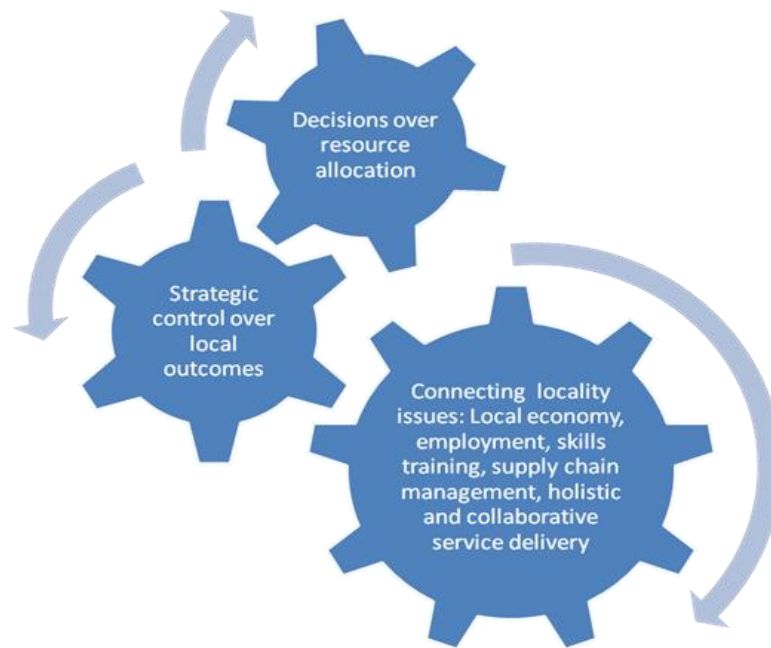 Decisions over
resource
allocation
Strategic
control over
local
outcomes
Connecting locality
issues: Local economy,
employment, skills
training, supply chain
management, holistic
and collaborative
service delivery